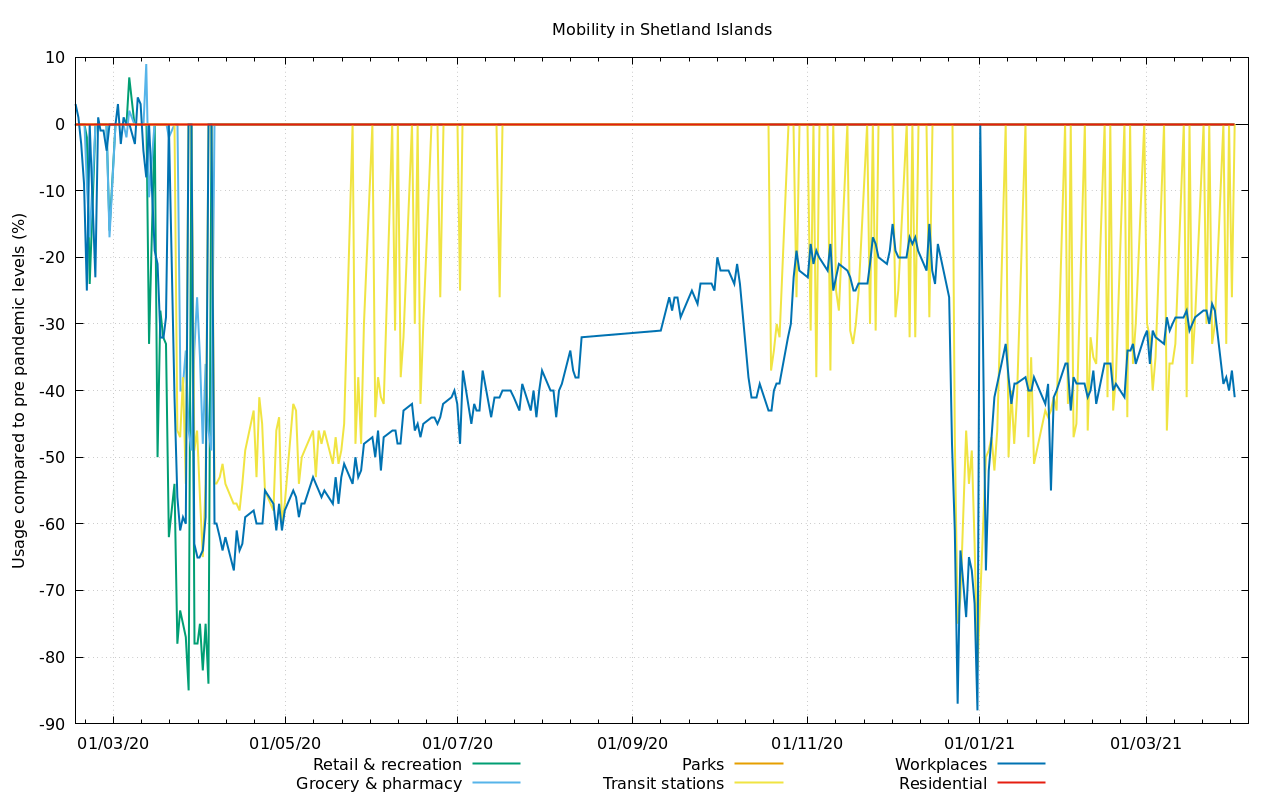 Mobility in Shetland Islands
Usage compared to pre pandemic levels (%)
10
0
-10
-20
-30
-40
-50
-60
-70
-80
-90
01/03/20 01/05/20 01/07/20 01/09/20 01/11/20 01/01/21 01/03/21
Retail & recreation Parks Workplaces
Grocery & pharmacy Transit stations Residential